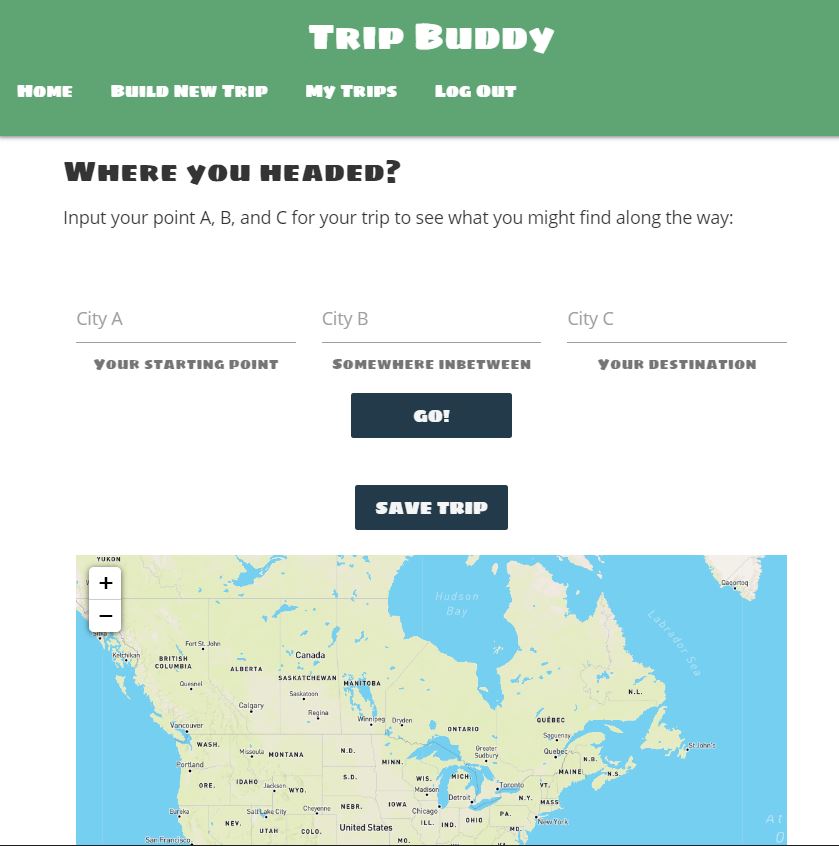 Trip Buddy
Home Build New Trip My Trips Log Out
Where you headed?
Input your point A, B, and C for your trip to see what you might find along the way:
City A City B City C
Your starting point Somewhere inbetween Your destination
GO!
SAVE TRIP
YUKON
+
−
Hudson
Bay
Qaqortoq
Labrador Sea
Sitka
Ketchikan
Fort St. John
Canada
BRITISH
COLUMBIA
ALBERTA
SASKATCHEWAN
MANITOBA
Quesnel
Saskatoon
N.L.
Calgary
Regina
Winnipeg
Dryden
ONTARIO
QUÉBEC
Vancouver
Saguenay
St. John's
WASH.
Missoula
MONTANA
N.D.
Greater
Sudbury
Quebec
N.B.
Portland
MINN.
MAINE
N.S.
ORE.
IDAHO
Jackson
WYO.
S.D.
WIS.
MICH.
Toronto
VT.
Madison
Detroit
N.Y.
MASS
Eureka
Salt Lake City
Cheyenne
NEBR.
IOWA
Chicago
PA.
NEV.
UTAH
COLO.
United States
ILL.
IND.
OHIO
New York
MD.
San Francisco
MO.
At
O